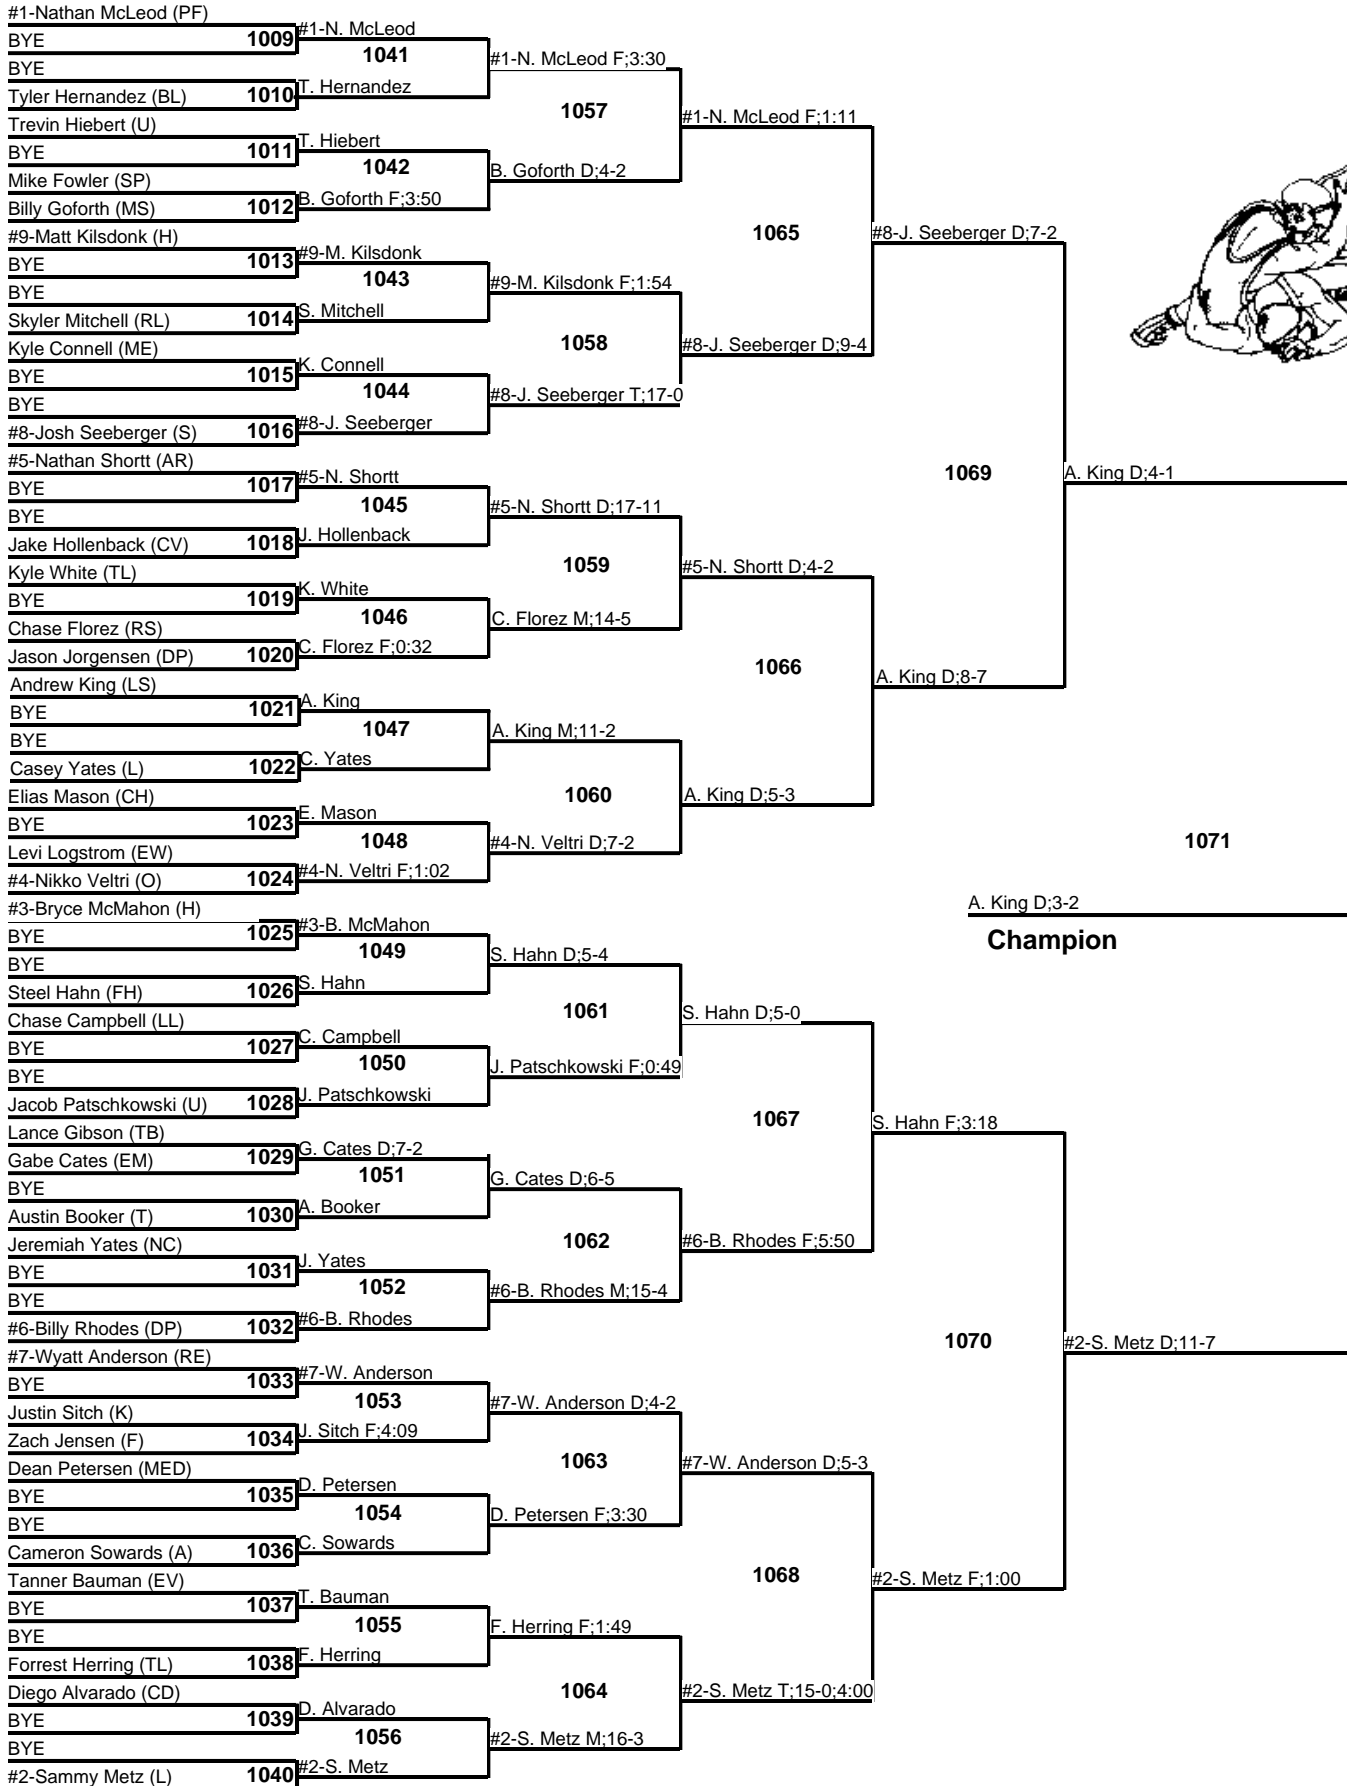 #1-Nathan McLeod (PF)
BYE
1009
BYE
Tyler Hernandez (BL)
1010
Trevin Hiebert (U)
BYE
1011
Mike Fowler (SP)
Billy Goforth (MS)
1012
#9-Matt Kilsdonk (H)
BYE
1013
BYE
Skyler Mitchell (RL)
1014
Kyle Connell (ME)
BYE
1015
BYE
#8-Josh Seeberger (S)
1016
#5-Nathan Shortt (AR)
BYE
1017
BYE
Jake Hollenback (CV)
1018
Kyle White (TL)
BYE
1019
Chase Florez (RS)
Jason Jorgensen (DP)
1020
Andrew King (LS)
BYE
1021
BYE
Casey Yates (L)
1022
Elias Mason (CH)
BYE
1023
Levi Logstrom (EW)
#4-Nikko Veltri (O)
1024
#3-Bryce McMahon (H)
BYE
1025
BYE
Steel Hahn (FH)
1026
Chase Campbell (LL)
BYE
1027
BYE
Jacob Patschkowski (U)
1028
Lance Gibson (TB)
Gabe Cates (EM)
1029
BYE
Austin Booker (T)
1030
Jeremiah Yates (NC)
BYE
1031
BYE
#6-Billy Rhodes (DP)
1032
#7-Wyatt Anderson (RE)
BYE
1033
Justin Sitch (K)
Zach Jensen (F)
1034
Dean Petersen (MED)
BYE
1035
BYE
Cameron Sowards (A)
1036
Tanner Bauman (EV)
BYE
1037
BYE
Forrest Herring (TL)
1038
Diego Alvarado (CD)
BYE
1039
BYE
#2-Sammy Metz (L)
1040
#1-N. McLeod
1041
T. Hernandez
T. Hiebert
1042
B. Goforth F;3:50
#9-M. Kilsdonk
1043
S. Mitchell
K. Connell
1044
#8-J. Seeberger
#5-N. Shortt
1045
J. Hollenback
K. White
1046
C. Florez F;0:32
A. King
1047
C. Yates
E. Mason
1048
#4-N. Veltri F;1:02
#3-B. McMahon
1049
S. Hahn
C. Campbell
1050
J. Patschkowski
G. Cates D;7-2
1051
A. Booker
J. Yates
1052
#6-B. Rhodes
#7-W. Anderson
1053
J. Sitch F;4:09
D. Petersen
1054
C. Sowards
T. Bauman
1055
F. Herring
D. Alvarado
1056
#2-S. Metz
#1-N. McLeod F;3:30
1057
B. Goforth D;4-2
#9-M. Kilsdonk F;1:54
1058
#8-J. Seeberger T;17-0
#5-N. Shortt D;17-11
1059
C. Florez M;14-5
A. King M;11-2
1060
#4-N. Veltri D;7-2
S. Hahn D;5-4
1061
J. Patschkowski F;0:49
G. Cates D;6-5
1062
#6-B. Rhodes M;15-4
#7-W. Anderson D;4-2
1063
D. Petersen F;3:30
F. Herring F;1:49
1064
#2-S. Metz M;16-3
#1-N. McLeod F;1:11
1065
#8-J. Seeberger D;9-4
#5-N. Shortt D;4-2
1066
A. King D;5-3
S. Hahn D;5-0
1067
#6-B. Rhodes F;5:50
#7-W. Anderson D;5-3
1068
#2-S. Metz T;15-0;4:00
#8-J. Seeberger D;7-2
1069
A. King D;8-7
S. Hahn F;3:18
1070
#2-S. Metz F;1:00
A. King D;4-1
1071
#2-S. Metz D;11-7
A. King D;3-2
Champion